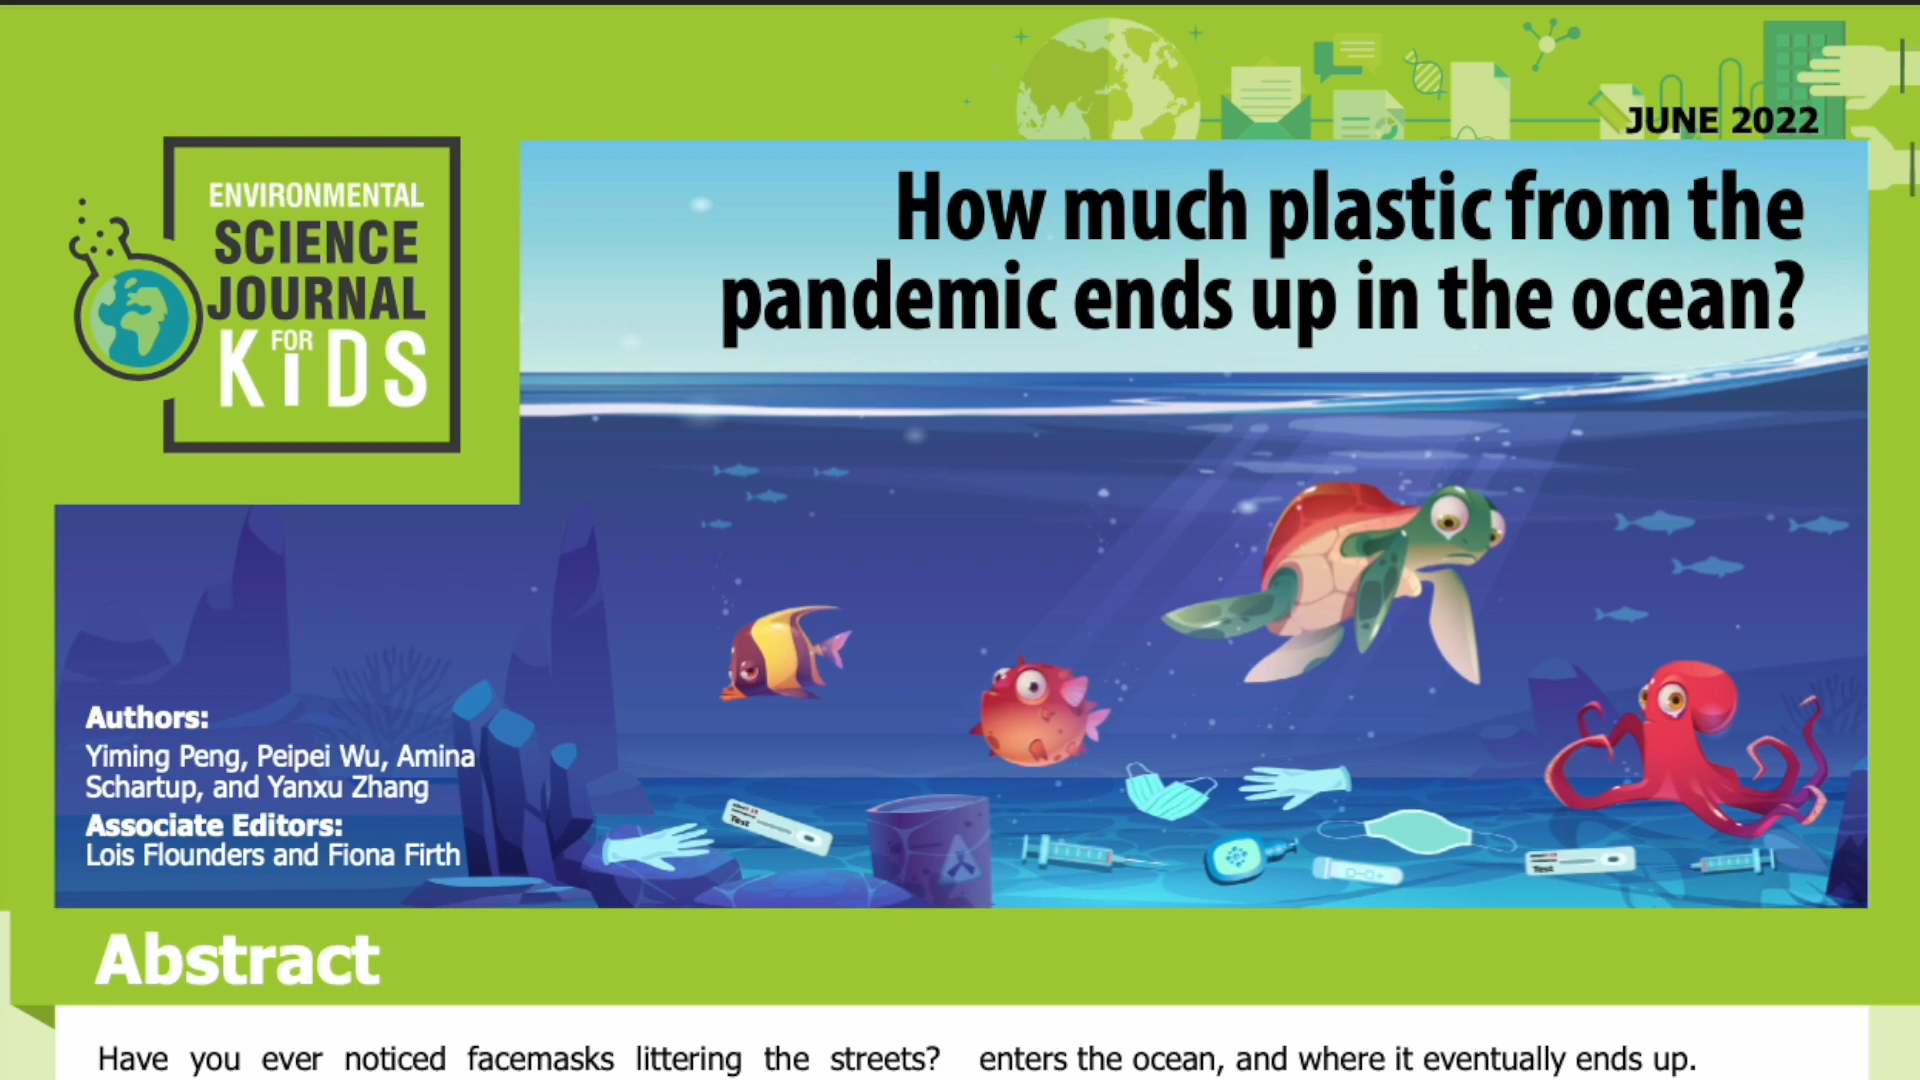 JUNE 2022
ENVIRONMENTAL
SCIENCE
JOURNAL
FOR
KiDS
How much plastic from the
pandemic ends up in the ocean?
Authors:
Yiming Peng, Peipei Wu, Amina
Schartup, and Yanxu Zhang
Associate Editors:
Lois Flounders and Fiona Firth
Test
Test
Abstract
Have you ever noticed facemasks littering the streets?
enters the ocean, and where it eventually ends up.